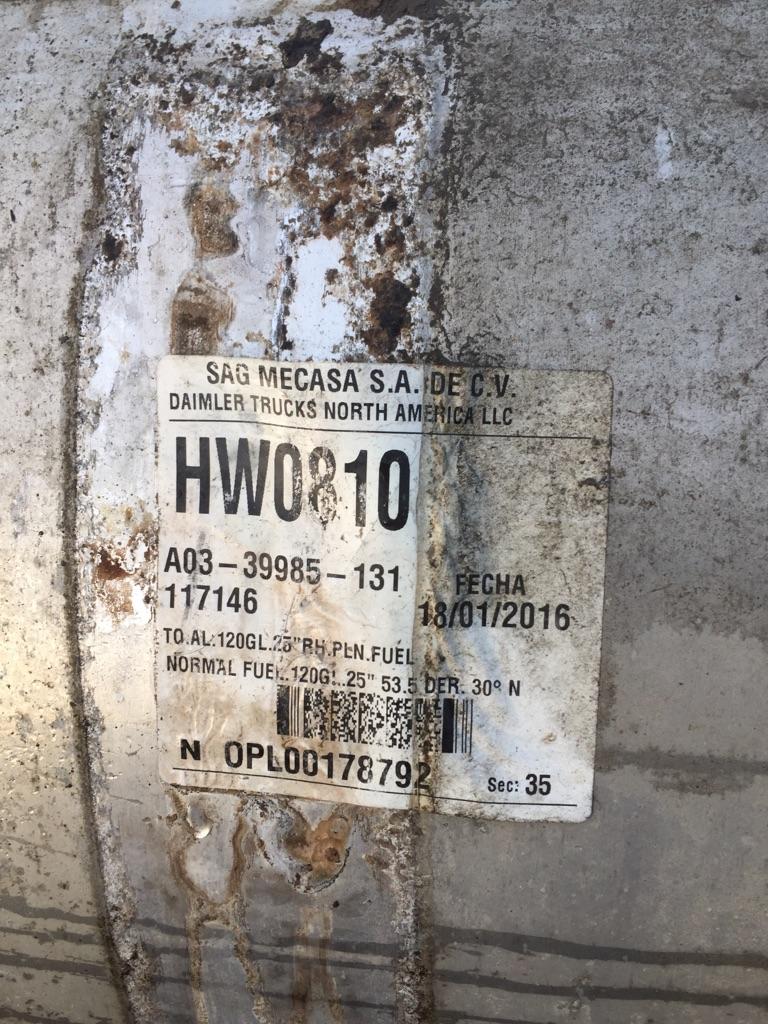 SAG MECASA S.A. DE C.V.
DAIMLER TRUCKS NORTH AMERICA LLC
HW0810
A03-39985-131
117146
FECHA
18/01/2016
TO.AL.120GL.25"RH.PLN.FUEL
NORMAL FUEL.120GL.25" 53.5 DER. 30° N
N OPL00178792
Sec: 35